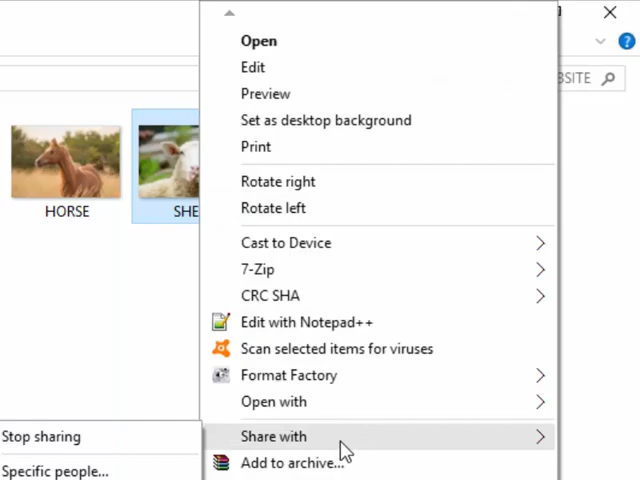 BSITE
Open
Edit
Preview
Set as desktop background
Print
HORSE
SHE
Rotate right
Rotate left
Cast to Device
7-Zip
CRC SHA
Edit with Notepad++
Scan selected items for viruses
Format Factory
Open with
Share with
Add to archive...
Stop sharing
Specific people...